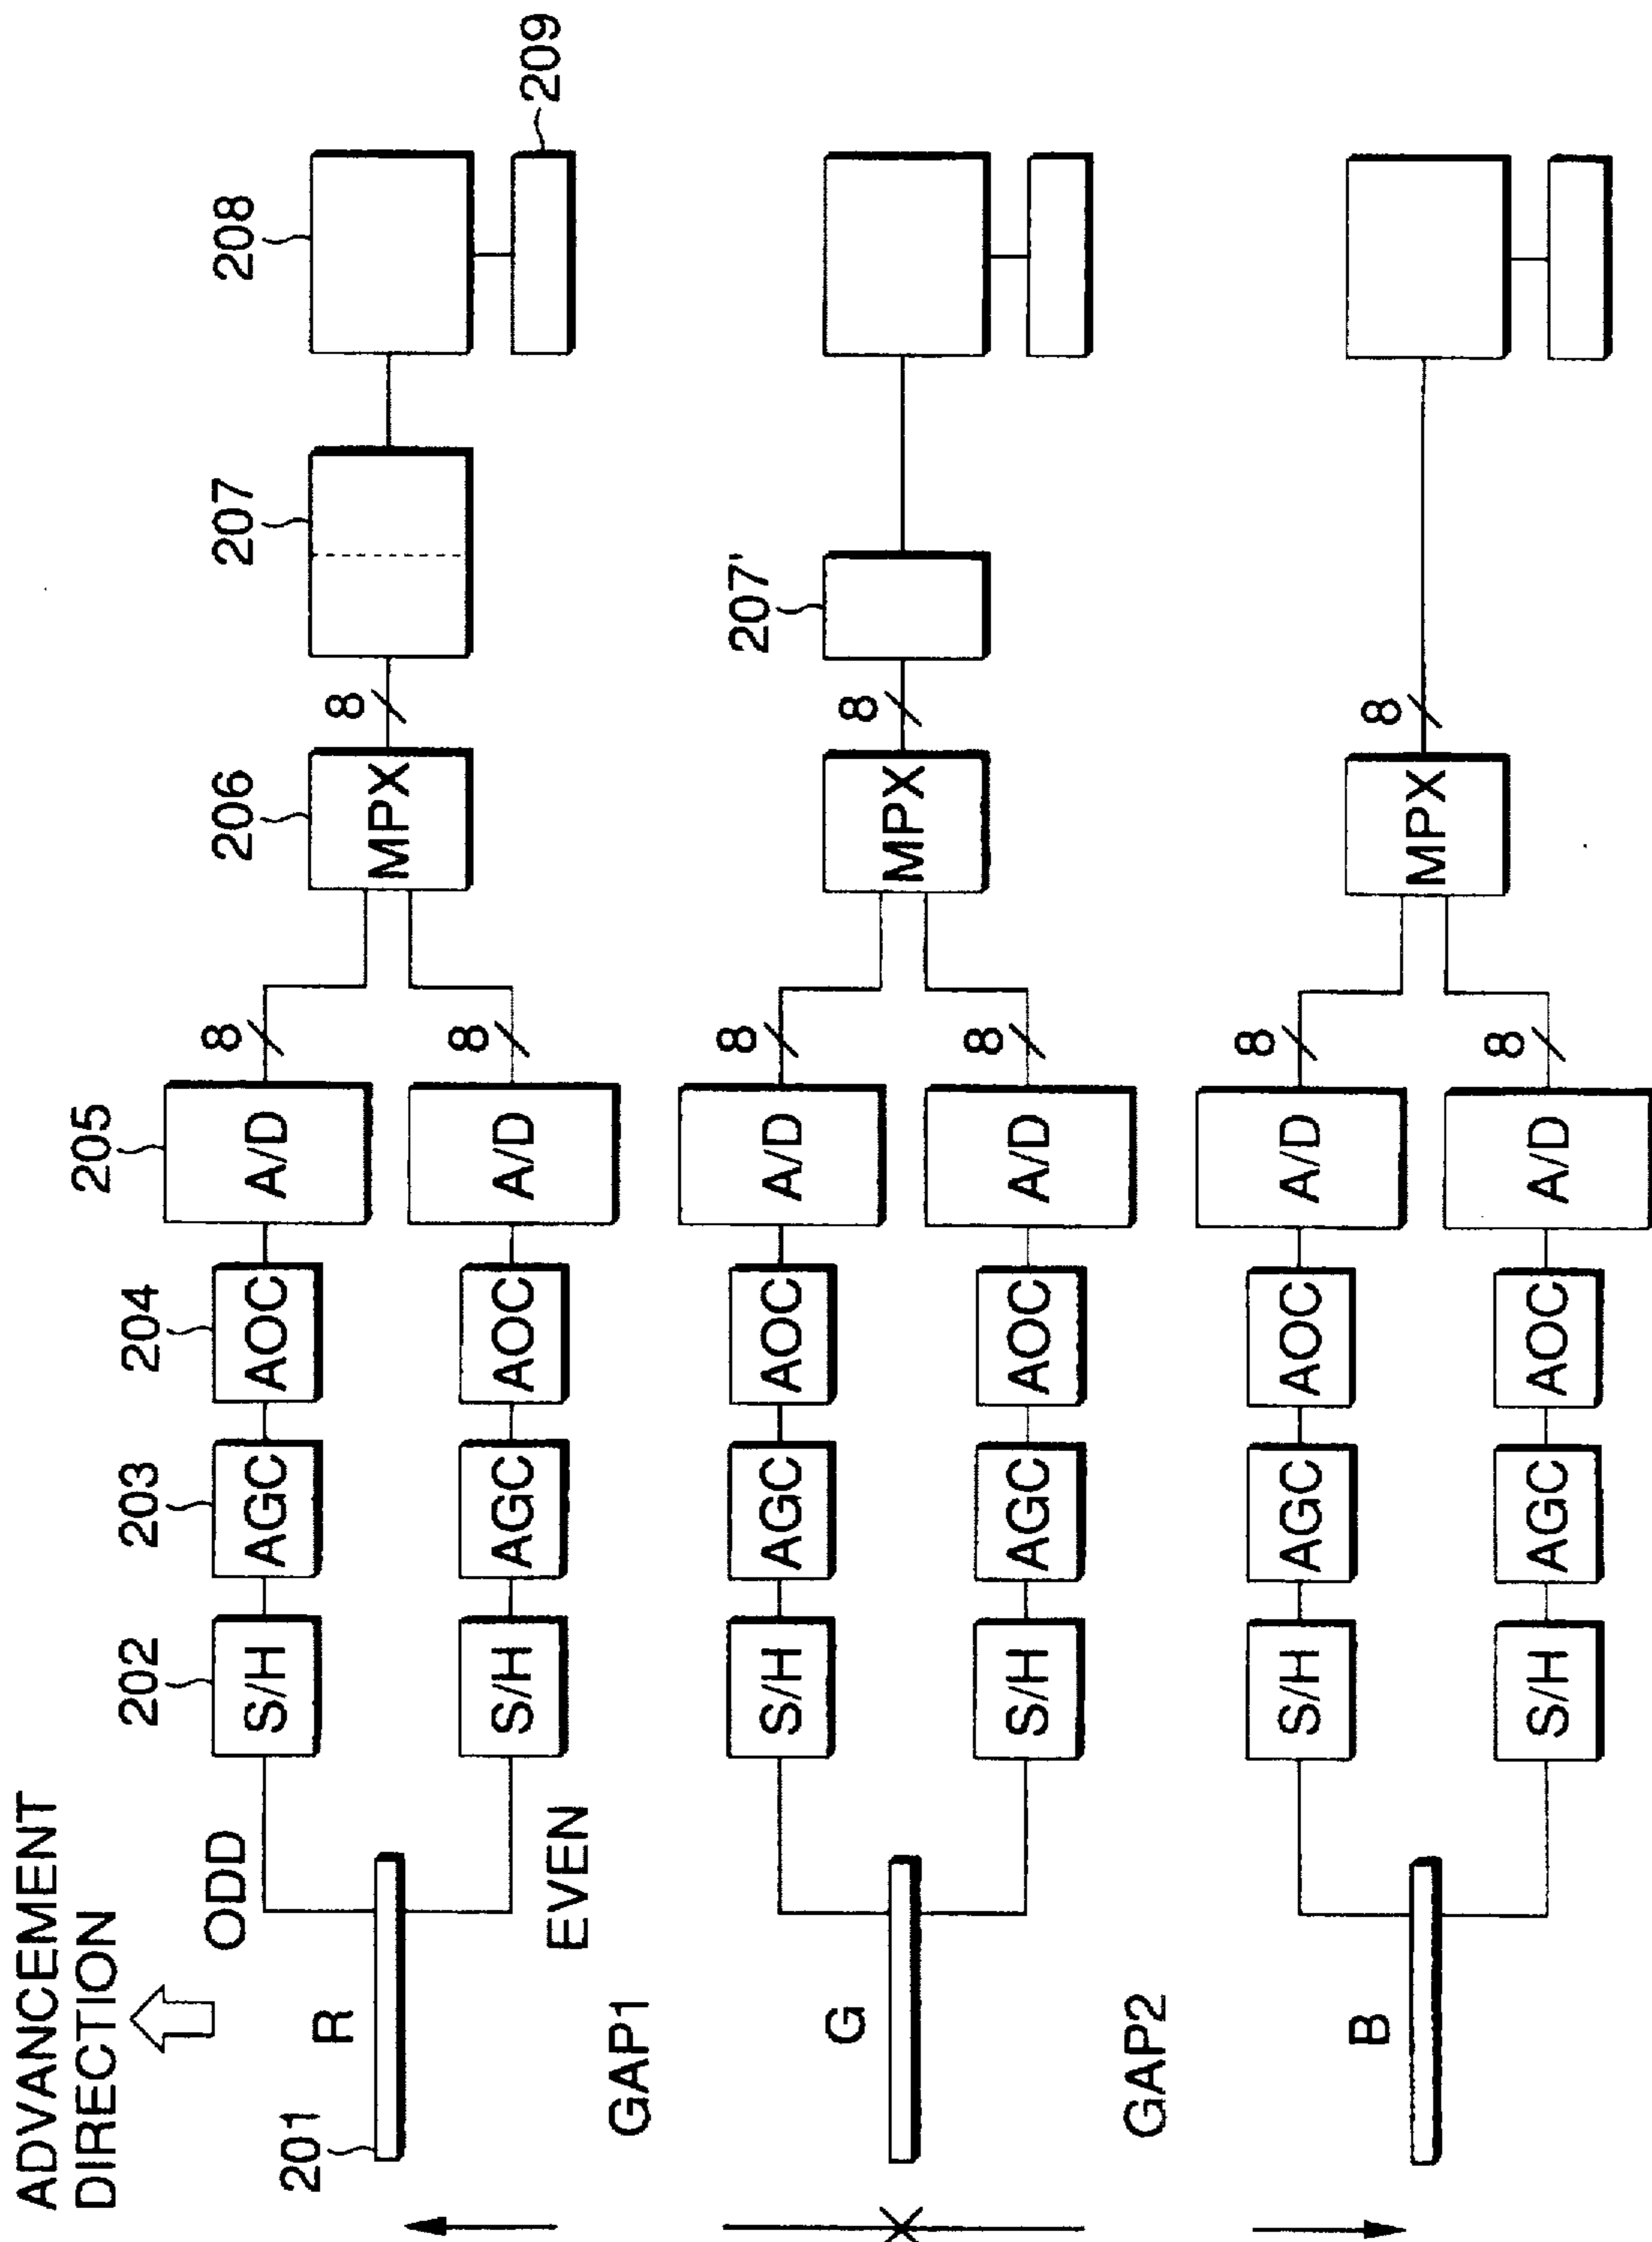 ADVANCEMENT
DIRECTION
ODD
EVEN
R
201
202
S/H
203
AGC
204
AOC
205
A/D
8
206
MPX
8
207
208
209
S/H
AGC
AOC
A/D
8
GAP1
G
S/H
AGC
AOC
A/D
8
MPX
8
207'
S/H
AGC
AOC
A/D
8
GAP2
B
S/H
AGC
AOC
A/D
8
MPX
8
S/H
AGC
AOC
A/D
8